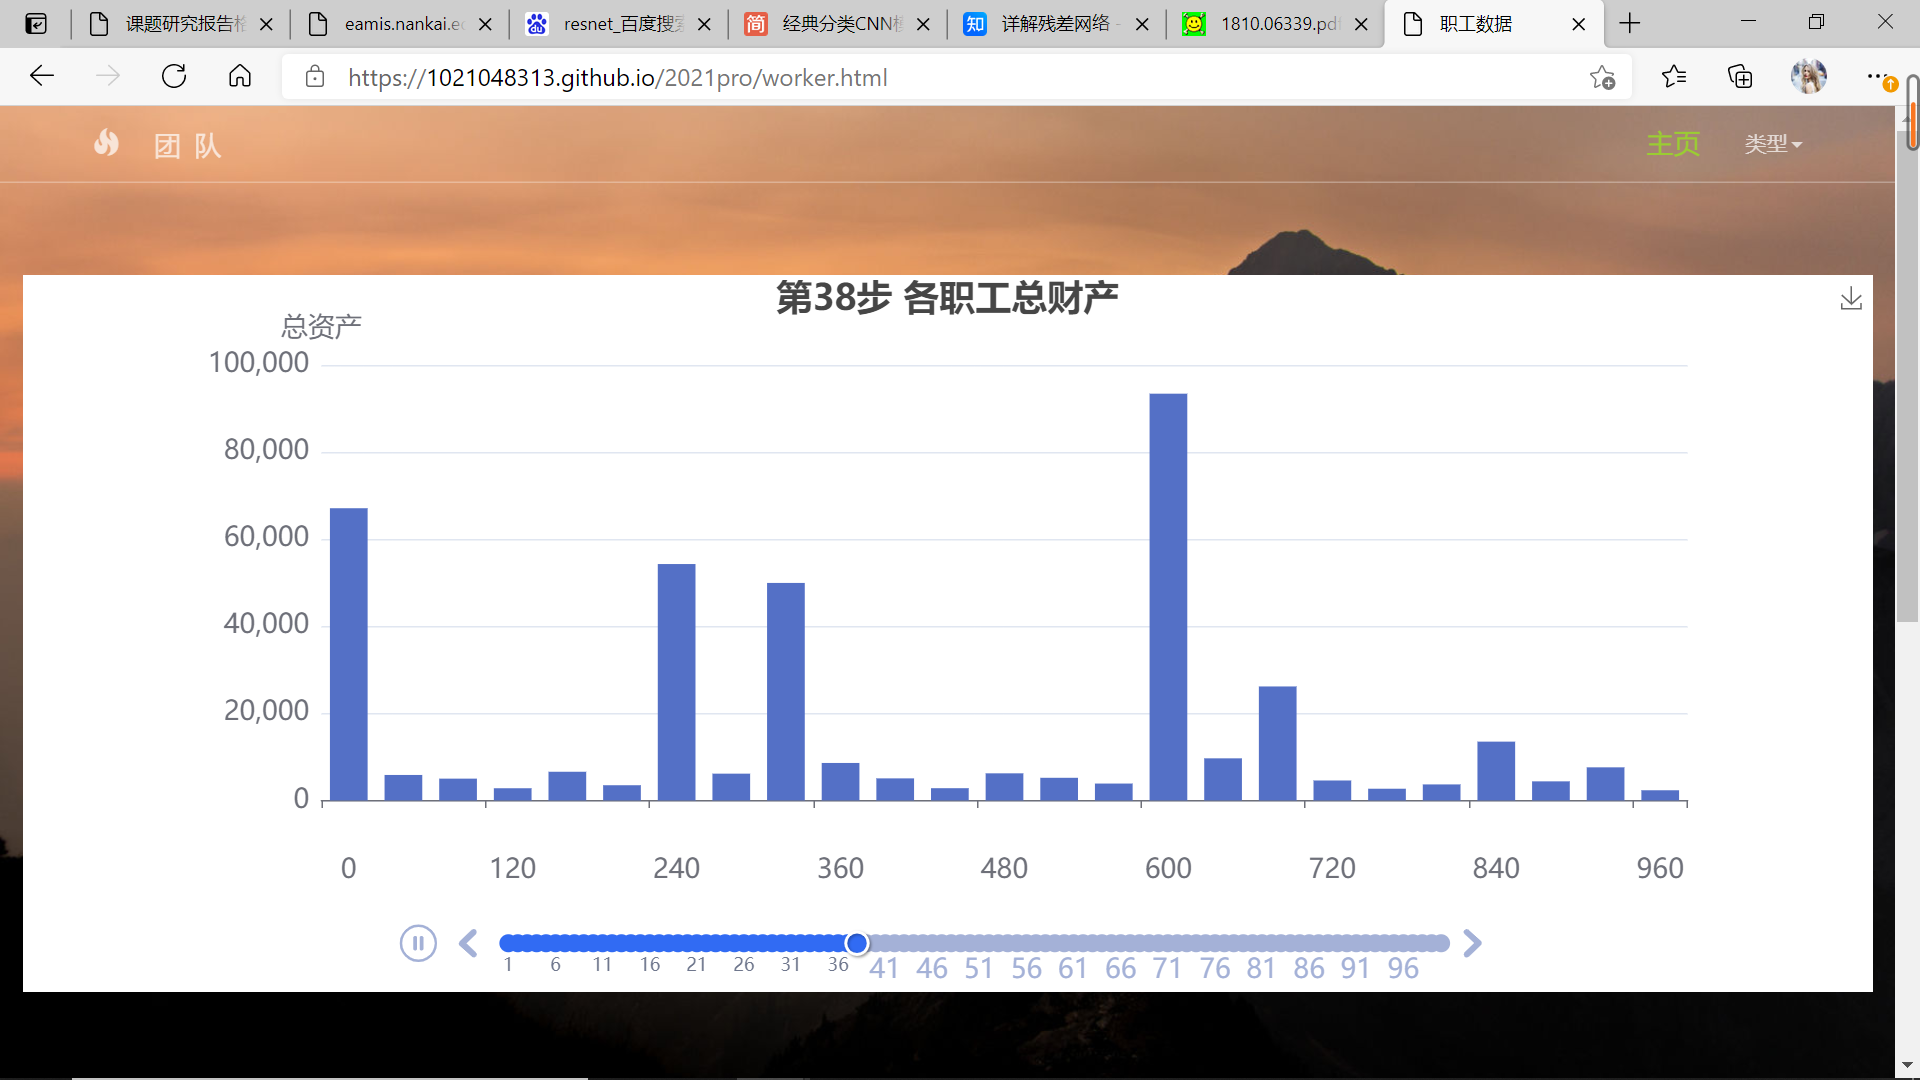 课题研究报告格
eamis.nankai.ec
resnet_百度搜索
经典分类CNN模
详解残差网络 -
1810.06339.pdf
职工数据
https://1021048313.github.io/2021pro/worker.html
团 队
主页
类型
第38步 各职工总财产
总资产
100,000
80,000
60,000
40,000
20,000
0
0 120 240 360 480 600 720 840 960
1 6 11 16 21 26 31 36 41 46 51 56 61 66 71 76 81 86 91 96